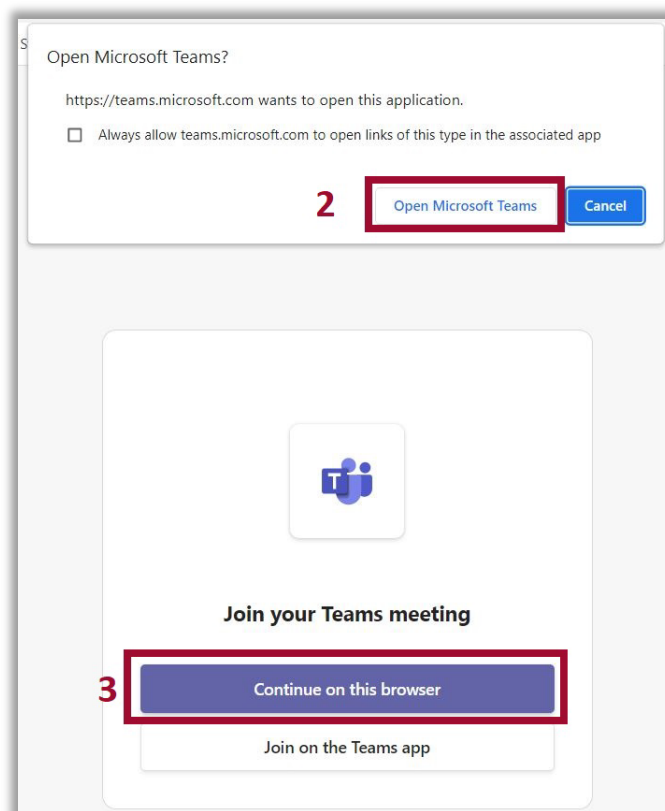 S
Open Microsoft Teams?
https://teams.microsoft.com wants to open this application.
Always allow teams.microsoft.com to open links of this type in the associated app
2 Open Microsoft Teams Cancel
T
Join your Teams meeting
3 Continue on this browser
Join on the Teams app